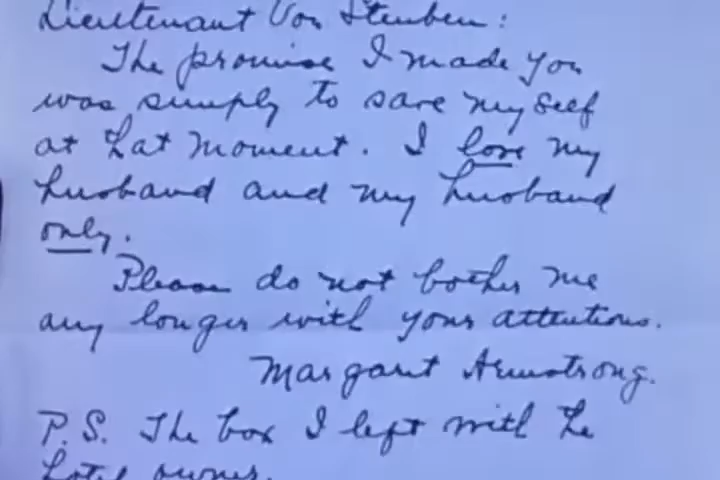 Lieutenant Von Steuben:
The promise I made you
was simply to save myself
at that moment. I love my
husband and my husband
only.
Please do not bother me
any longer with your attentions.
Margaret Armstrong.
P.S. The box I left with the
hotel owner.